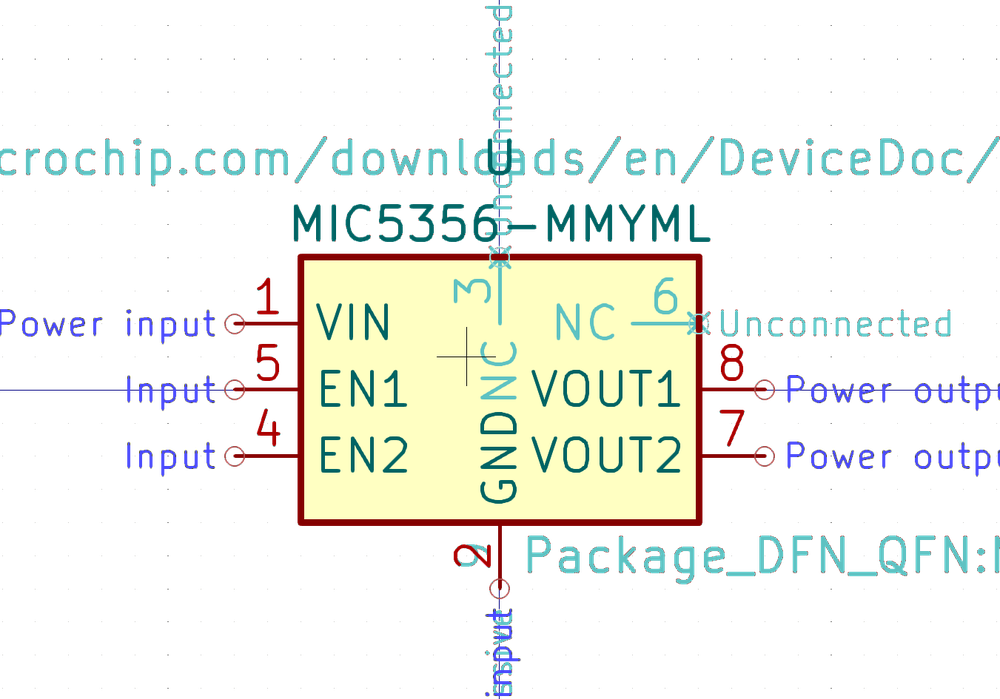 Unconnected
crochip.com/downloads/en/DeviceDoc/
U
MIC5356-MMYML
3
Power input 1 VIN NC 6 Unconnected
NC
Input 5 EN1 VOUT1 8 Power outpu
Input 4 EN2 VOUT2 7 Power outpu
GND
2
Package_DFN_QFN:
input